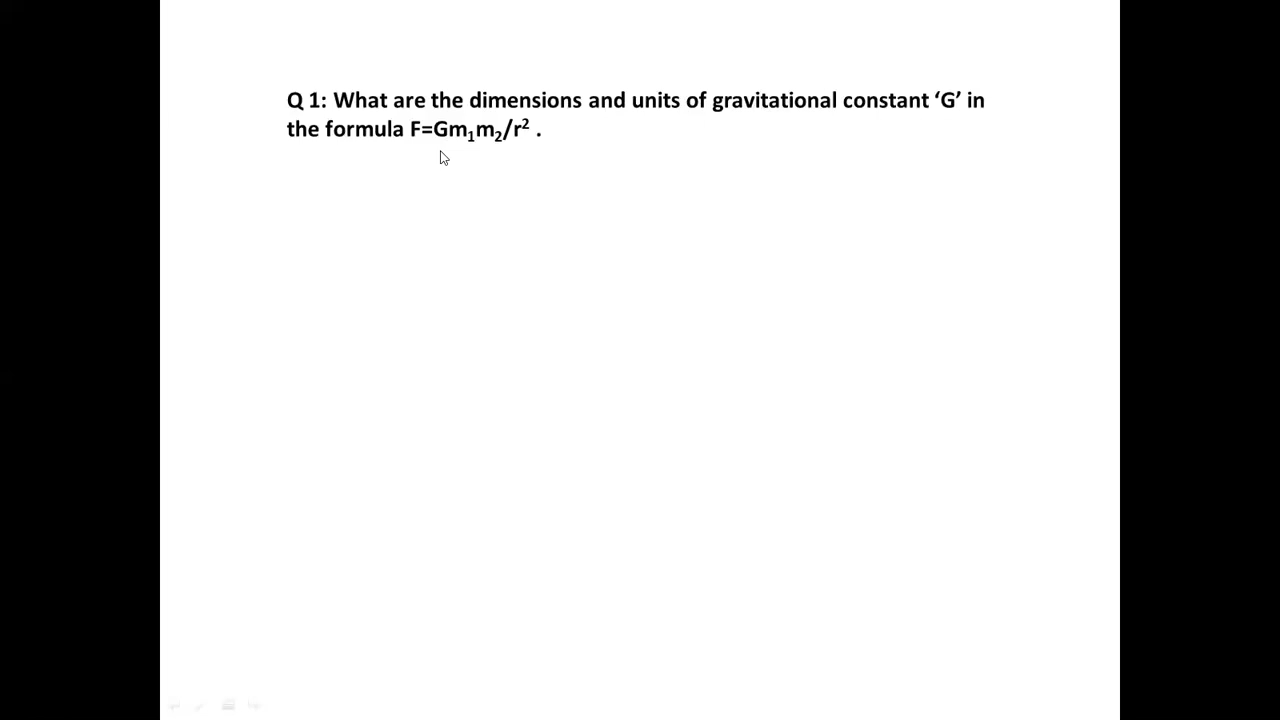 Q 1: What are the dimensions and units of gravitational constant ‘G’ in
the formula F=Gm₁m₂/r² .